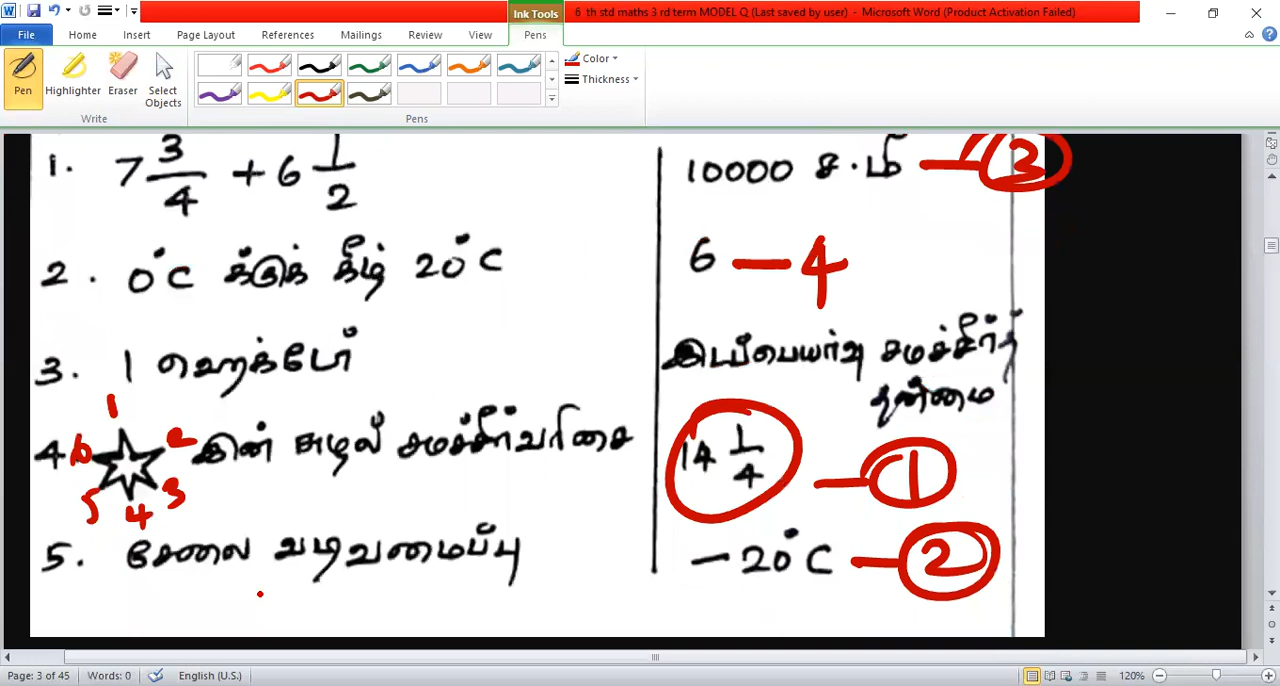 6 th std maths 3 rd term MODEL Q (Last saved by user) - Microsoft Word (Product Activation Failed)
Ink Tools
File Home Insert Page Layout References Mailings Review View Pens
Pen Highlighter Eraser Select Objects
Color
Thickness
Write Pens
1. 7 3/4 + 6 1/2 10000 ச.மீ — 3
2. 0°C க்குக் கீழ் 20°C 6 — 4
3. 1 ஹெக்டேர் இடப்பெயர்வு சமச்சீர்த்
தன்மை
1 2 3 4 5 6
4 இன் சுழல் சமச்சீர் வரிசை 14 1/4 — 1
5. சேலை வடிவமைப்பு — 20°C — 2
Page: 3 of 45 Words: 0 English (U.S.) 120%